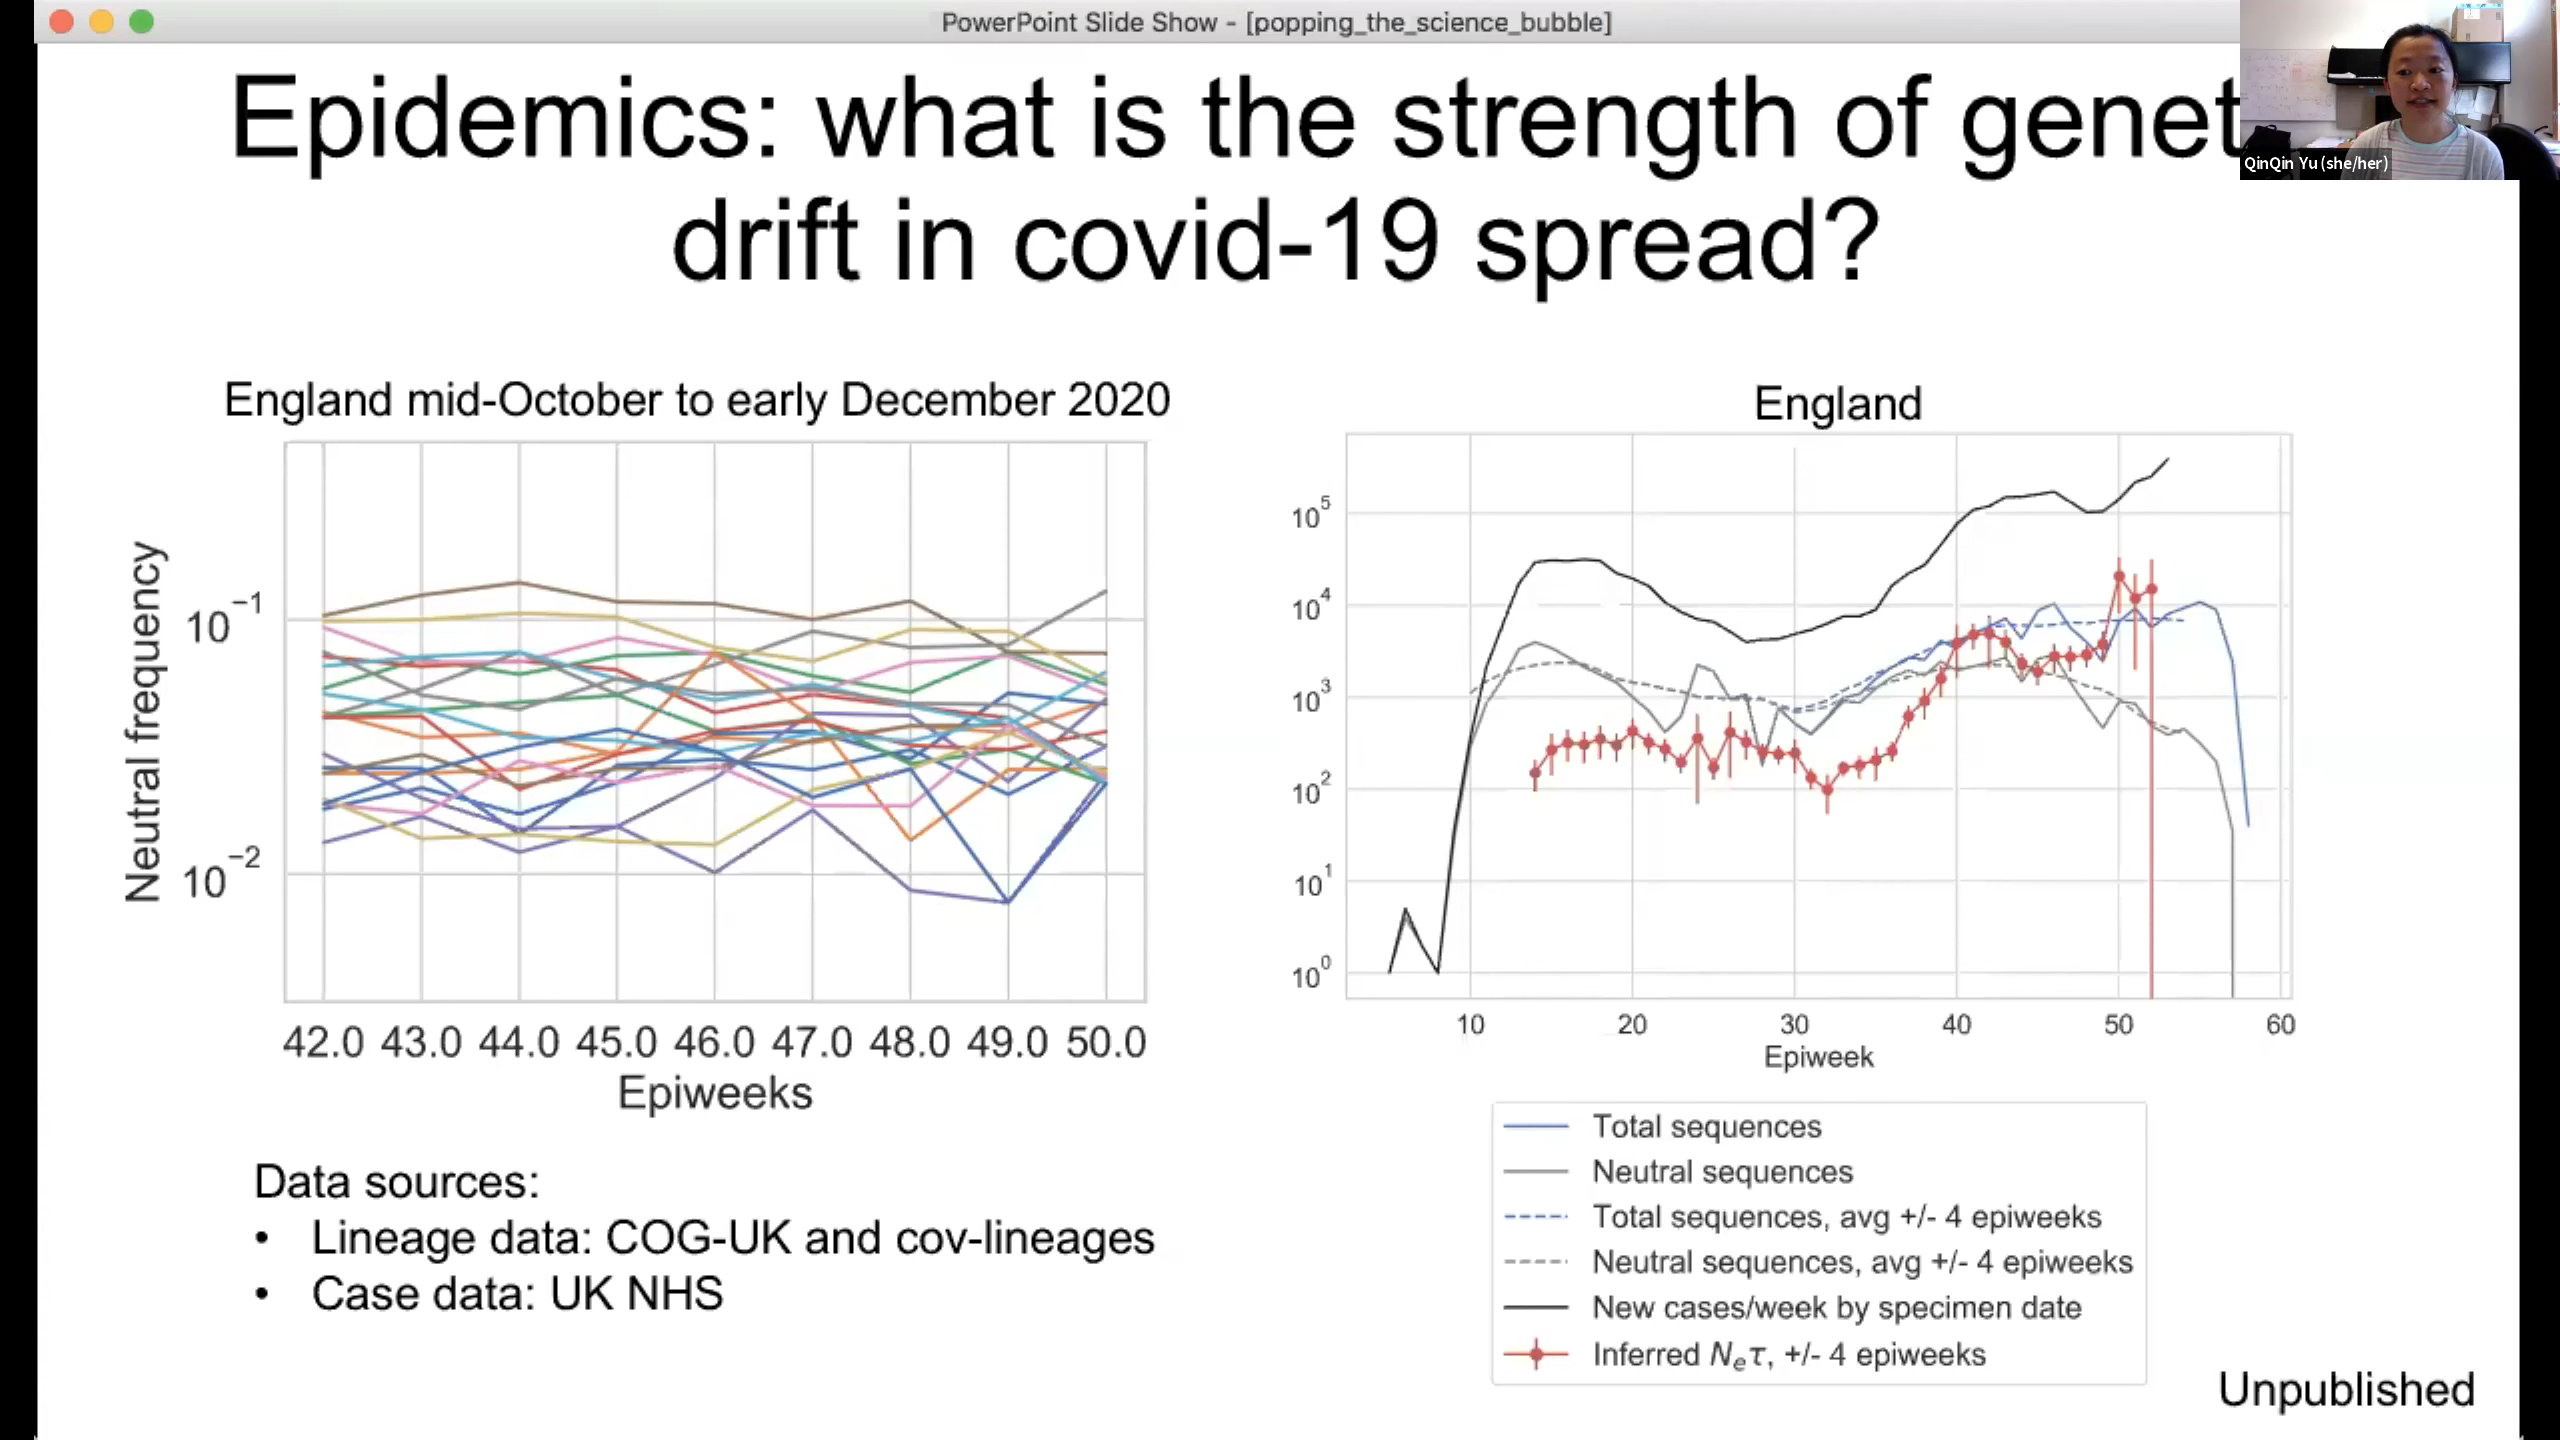 PowerPoint Slide Show - [popping_the_science_bubble]
Epidemics: what is the strength of genet
drift in covid-19 spread?
QinQin Yu (she/her)
England mid-October to early December 2020
Neutral frequency
10⁻¹
10⁻²
42.0 43.0 44.0 45.0 46.0 47.0 48.0 49.0 50.0
Epiweeks
England
10⁵
10⁴
10³
10²
10¹
10⁰
10 20 30 40 50 60
Epiweek
Total sequences
Neutral sequences
Total sequences, avg +/- 4 epiweeks
Neutral sequences, avg +/- 4 epiweeks
New cases/week by specimen date
Inferred Nₑτ, +/- 4 epiweeks
Data sources:
• Lineage data: COG-UK and cov-lineages
• Case data: UK NHS
Unpublished